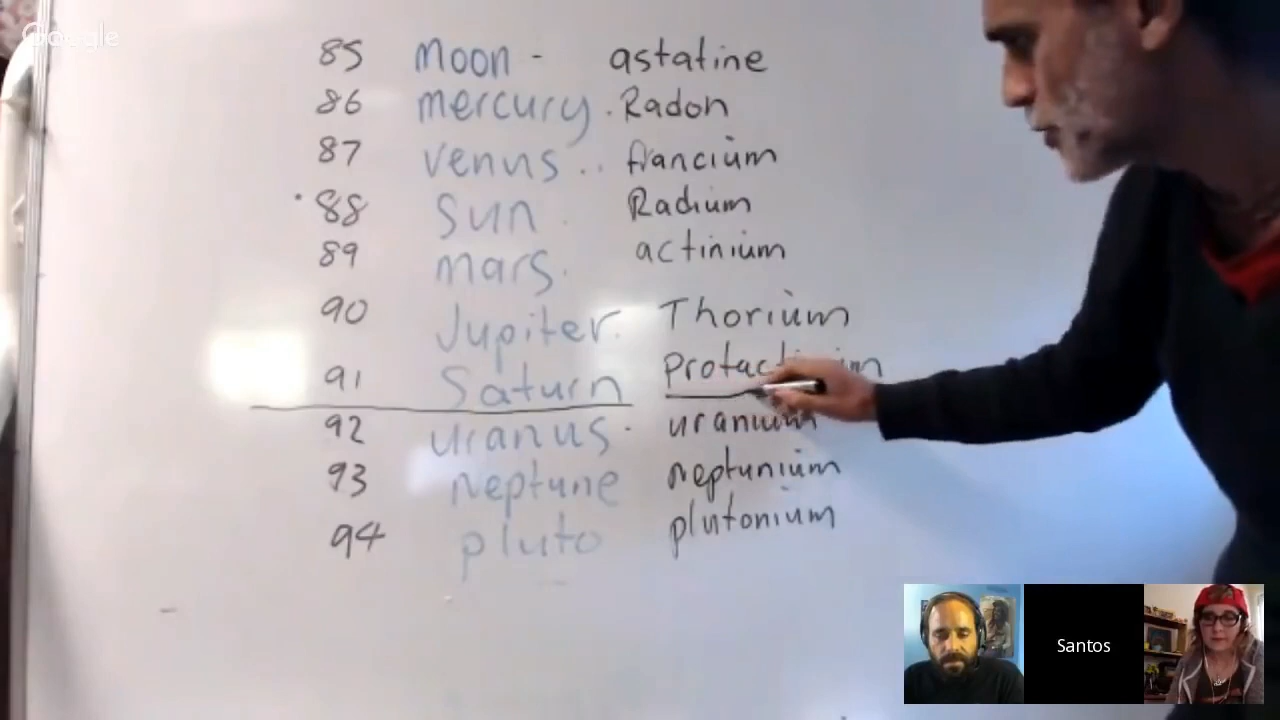 Google
85 Moon - astatine
86 mercury . Radon
87 venus .. francium
88 Sun . Radium
89 mars. actinium
90 Jupiter. Thorium
91 Saturn
92 uranus . uranium
93 neptune neptunium
94 pluto plutonium
Santos